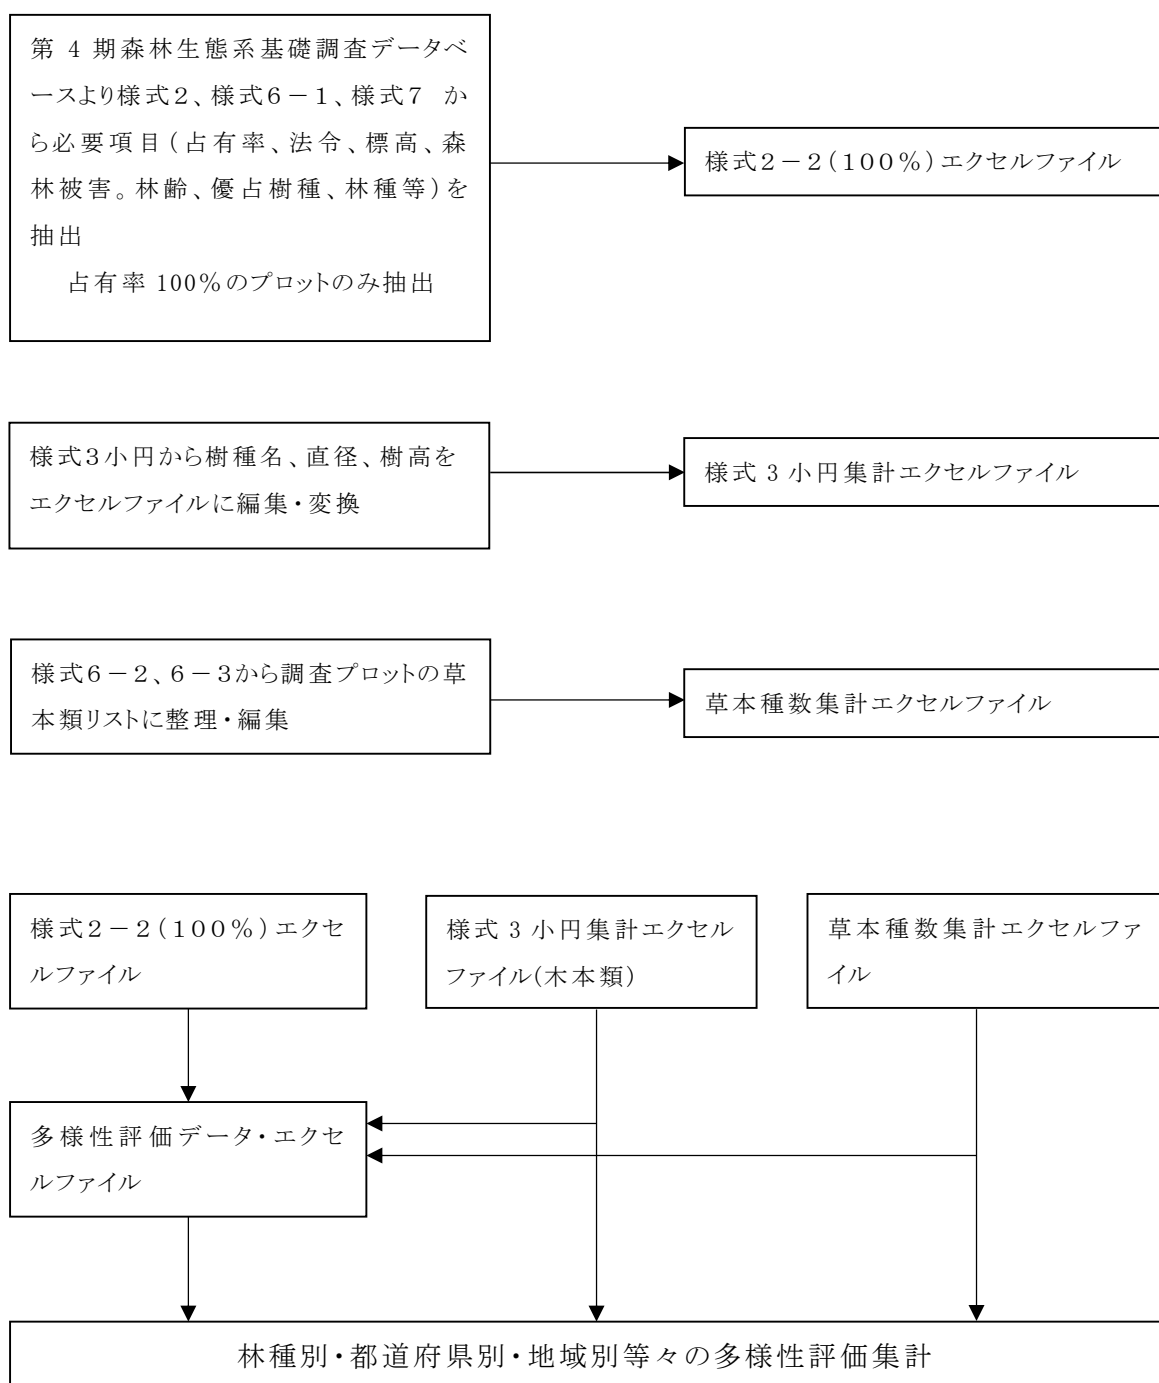 第 4 期森林生態系基礎調査データベ
ースより様式２、様式６－１、様式７ か
ら必要項目（占有率、法令、標高、森
林被害。林齢、優占樹種、林種等）を
抽出
占有率 100％のプロットのみ抽出
様式２－２（１００％）エクセルファイル
様式３小円から樹種名、直径、樹高を
エクセルファイルに編集・変換
様式 3 小円集計エクセルファイル
様式６－２、６－３から調査プロットの草
本類リストに整理・編集
草本種数集計エクセルファイル
様式２－２（１００％）エクセ
ルファイル
様式 3 小円集計エクセル
ファイル(木本類)
草本種数集計エクセルファ
イル
多様性評価データ・エクセ
ルファイル
林種別・都道府県別・地域別等々の多様性評価集計